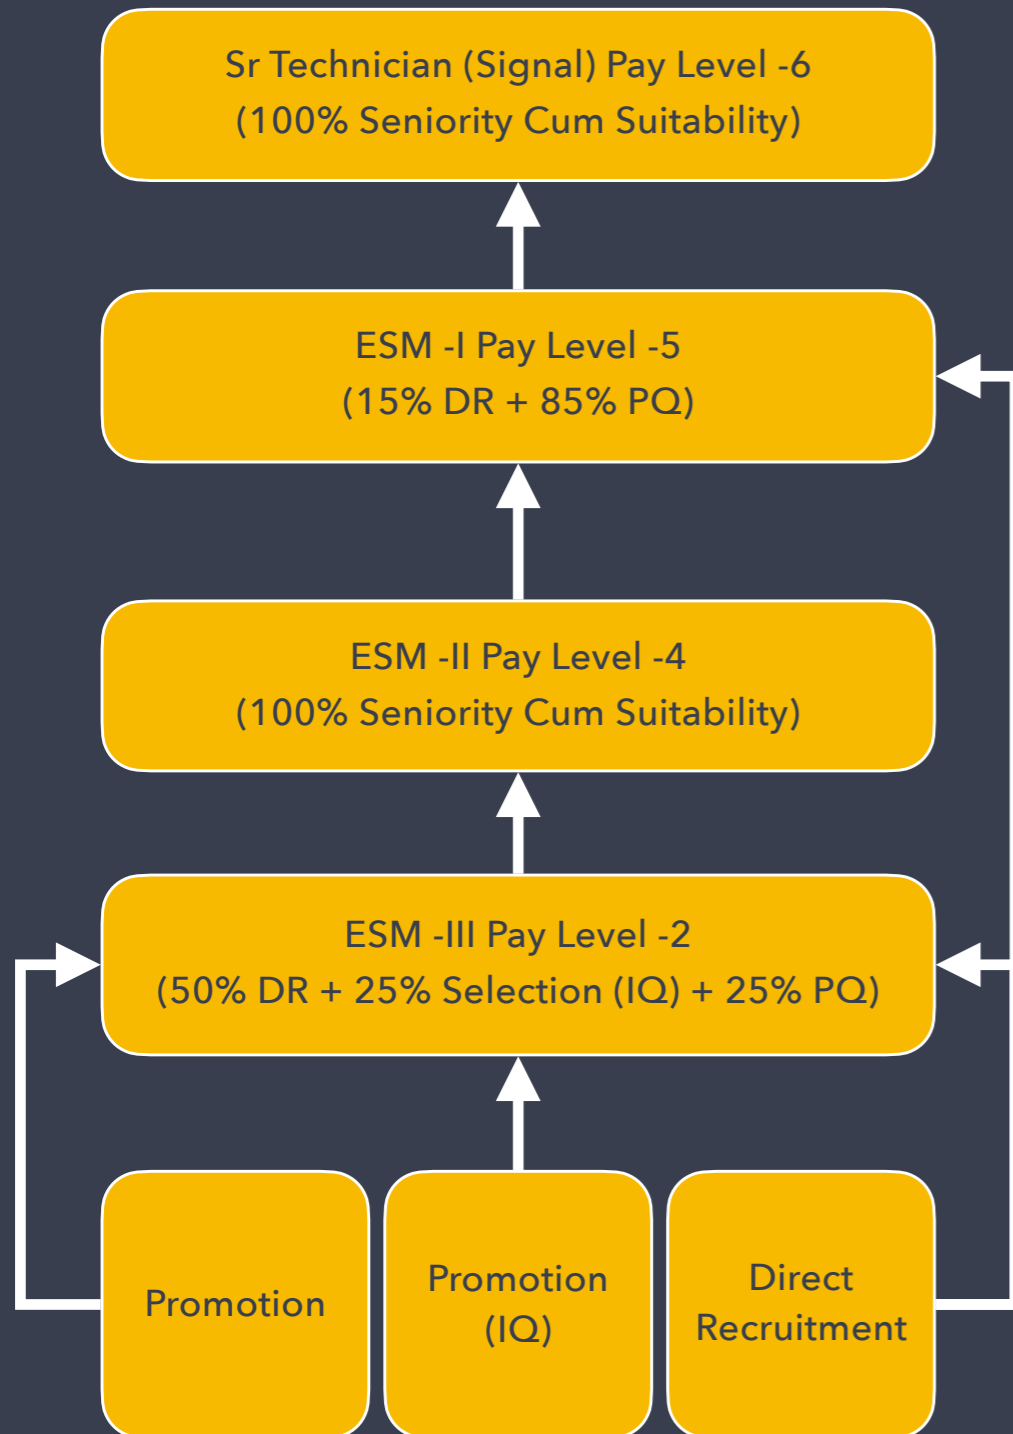 Sr Technician (Signal) Pay Level -6
(100% Seniority Cum Suitability)
ESM -I Pay Level -5
(15% DR + 85% PQ)
ESM -II Pay Level -4
(100% Seniority Cum Suitability)
ESM -III Pay Level -2
(50% DR + 25% Selection (IQ) + 25% PQ)
Promotion
Promotion
(IQ)
Direct
Recruitment